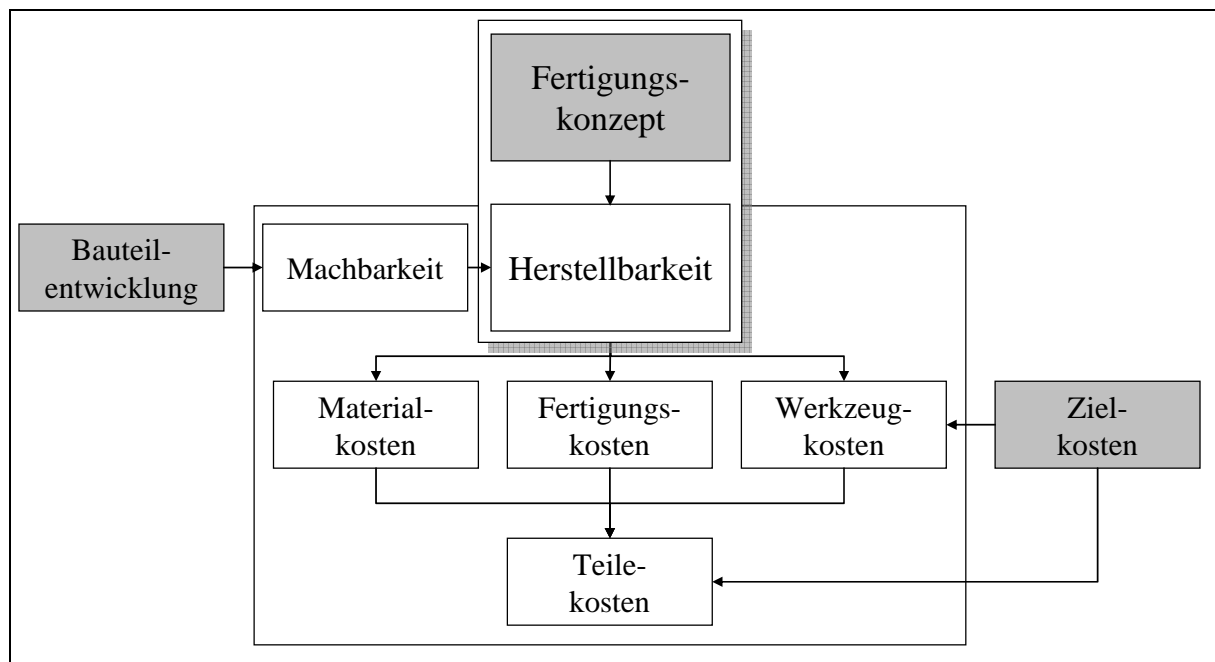 Fertigungs-
konzept
Bauteil-
entwicklung
Machbarkeit
Herstellbarkeit
Material-
kosten
Fertigungs-
kosten
Werkzeug-
kosten
Ziel-
kosten
Teile-
kosten